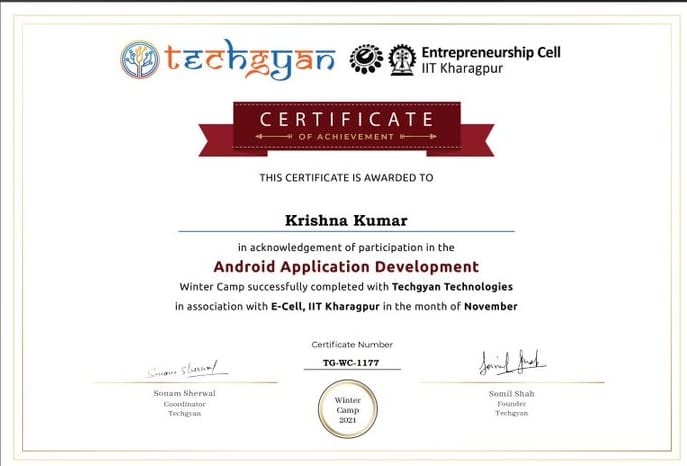 techgyan
Entrepreneurship Cell
IIT Kharagpur
CERTIFICATE
OF ACHIEVEMENT
THIS CERTIFICATE IS AWARDED TO
Krishna Kumar
in acknowledgement of participation in the
Android Application Development
Winter Camp successfully completed with Techgyan Technologies
in association with E-Cell, IIT Kharagpur in the month of November
Certificate Number
TG-WC-1177
Sonam Sherwal
Somil Shah
Sonam Sherwal
Coordinator
Techgyan
Winter
Camp
2021
Somil Shah
Founder
Techgyan